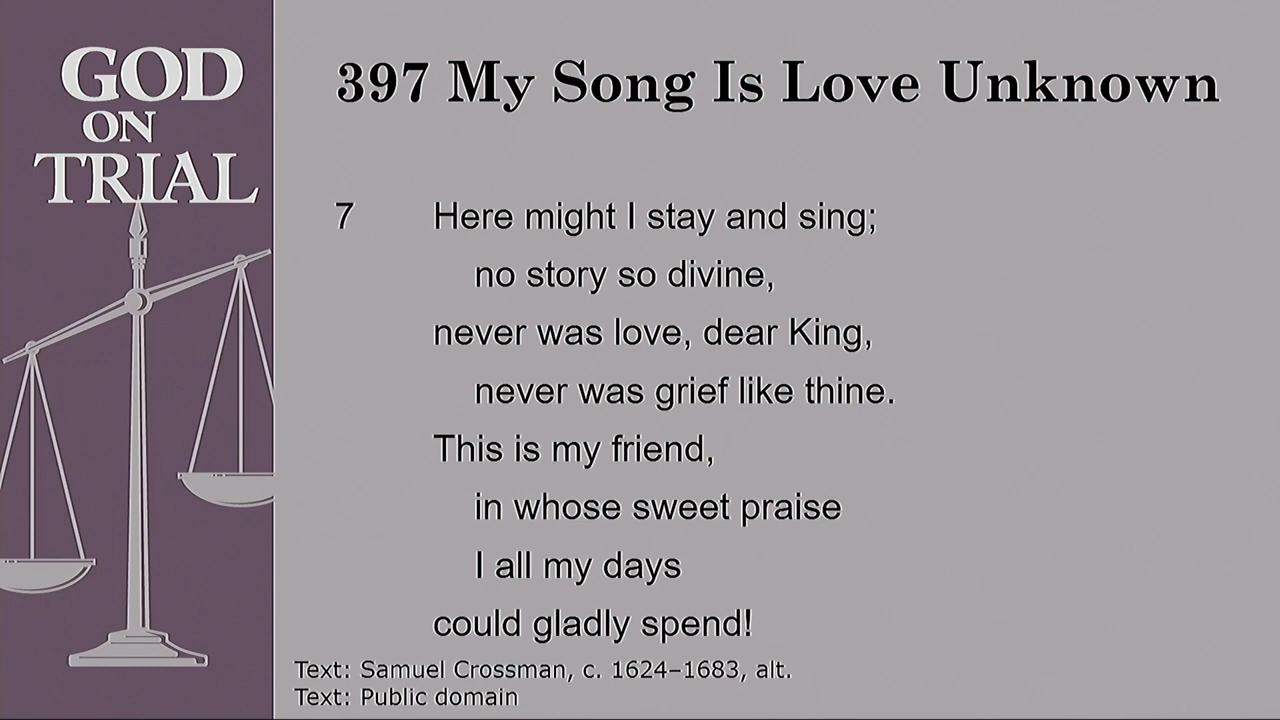 GOD
ON
TRIAL
397 My Song Is Love Unknown
7 Here might I stay and sing;
no story so divine,
never was love, dear King,
never was grief like thine.
This is my friend,
in whose sweet praise
I all my days
could gladly spend!
Text: Samuel Crossman, c. 1624–1683, alt.
Text: Public domain